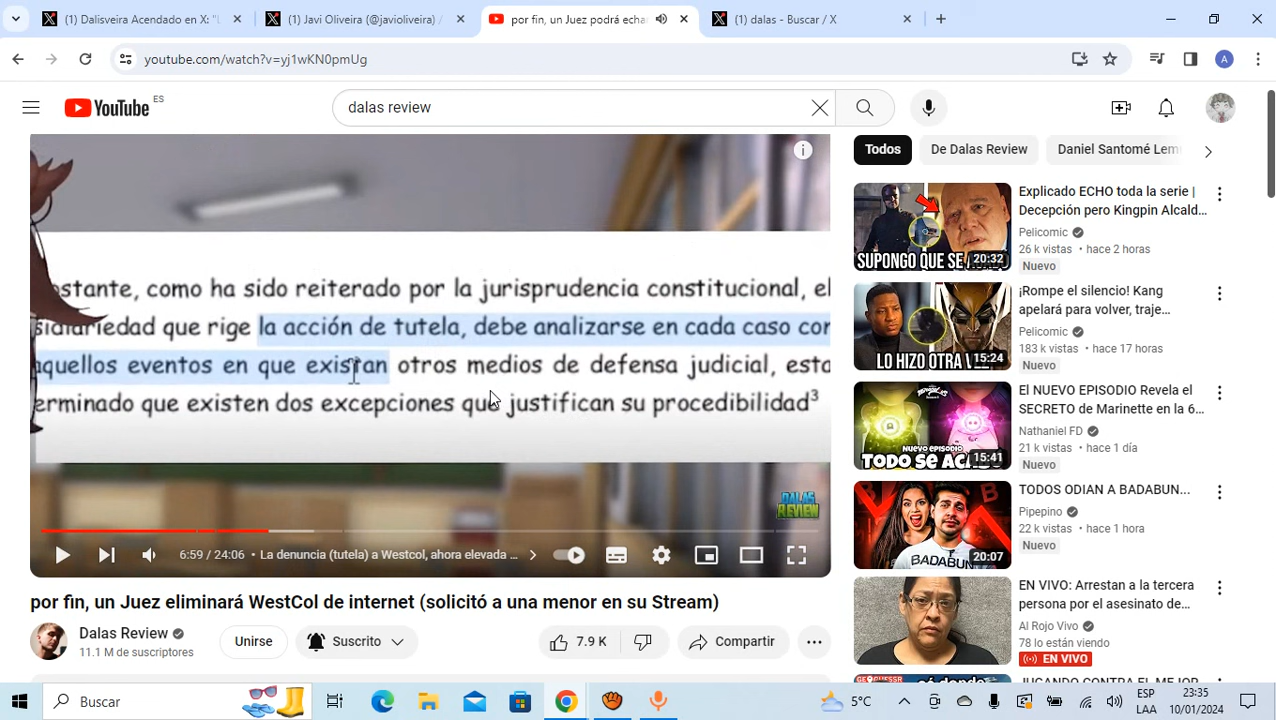 (1) Dalisveira Acendado en X: "L
(1) Javi Oliveira (@javioliveira) /
por fin, un Juez podrá echa
(1) dalas - Buscar / X
youtube.com/watch?v=yj1wKN0pmUg
A
YouTube ES
dalas review
Todos
De Dalas Review
Daniel Santomé Lem
ostante, como ha sido reiterado por la jurisprudencia constitucional, el
sidiariedad que rige la acción de tutela, debe analizarse en cada caso con
aquellos eventos en que existan otros medios de defensa judicial, esta
erminado que existen dos excepciones que justifican su procedibilidad3
DALAS
REVIEW
6:59 / 24:06 • La denuncia (tutela) a Westcol, ahora elevada ...
por fin, un Juez eliminará WestCol de internet (solicitó a una menor en su Stream)
Dalas Review
11.1 M de suscriptores
Unirse
Suscrito
7.9 K
Compartir
SUPONGO QUE SE
20:32
Explicado ECHO toda la serie |
Decepción pero Kingpin Alcald...
Pelicomic
26 k vistas • hace 2 horas
Nuevo
LO HIZO OTRA VEZ
15:24
¡Rompe el silencio! Kang
apelará para volver, traje...
Pelicomic
183 k vistas • hace 17 horas
Nuevo
NUEVO EPISODIO
TODO SE
15:41
El NUEVO EPISODIO Revela el
SECRETO de Marinette en la 6...
Nathaniel FD
21 k vistas • hace 1 día
Nuevo
BADABUN
20:07
TODOS ODIAN A BADABUN...
Pipepino
22 k vistas • hace 1 hora
Nuevo
EN VIVO: Arrestan a la tercera
persona por el asesinato de...
Al Rojo Vivo
78 lo están viendo
EN VIVO
JUGANDO CONTRA EL MEJOR
Buscar
5°C
ESP
LAA
23:35
10/01/2024